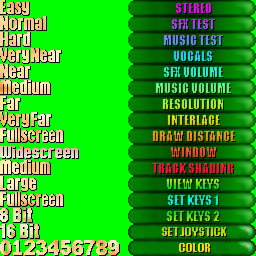 Easy
Normal
Hard
Very Near
Near
Medium
Far
Very Far
Fullscreen
Widescreen
Medium
Large
Fullscreen
8 Bit
16 Bit
0123456789
STEREO
SFX TEST
MUSIC TEST
VOCALS
SFX VOLUME
MUSIC VOLUME
RESOLUTION
INTERLACE
DRAW DISTANCE
WINDOW
TRACK SHADING
VIEW KEYS
SET KEYS 1
SET KEYS 2
SET JOYSTICK
COLOR